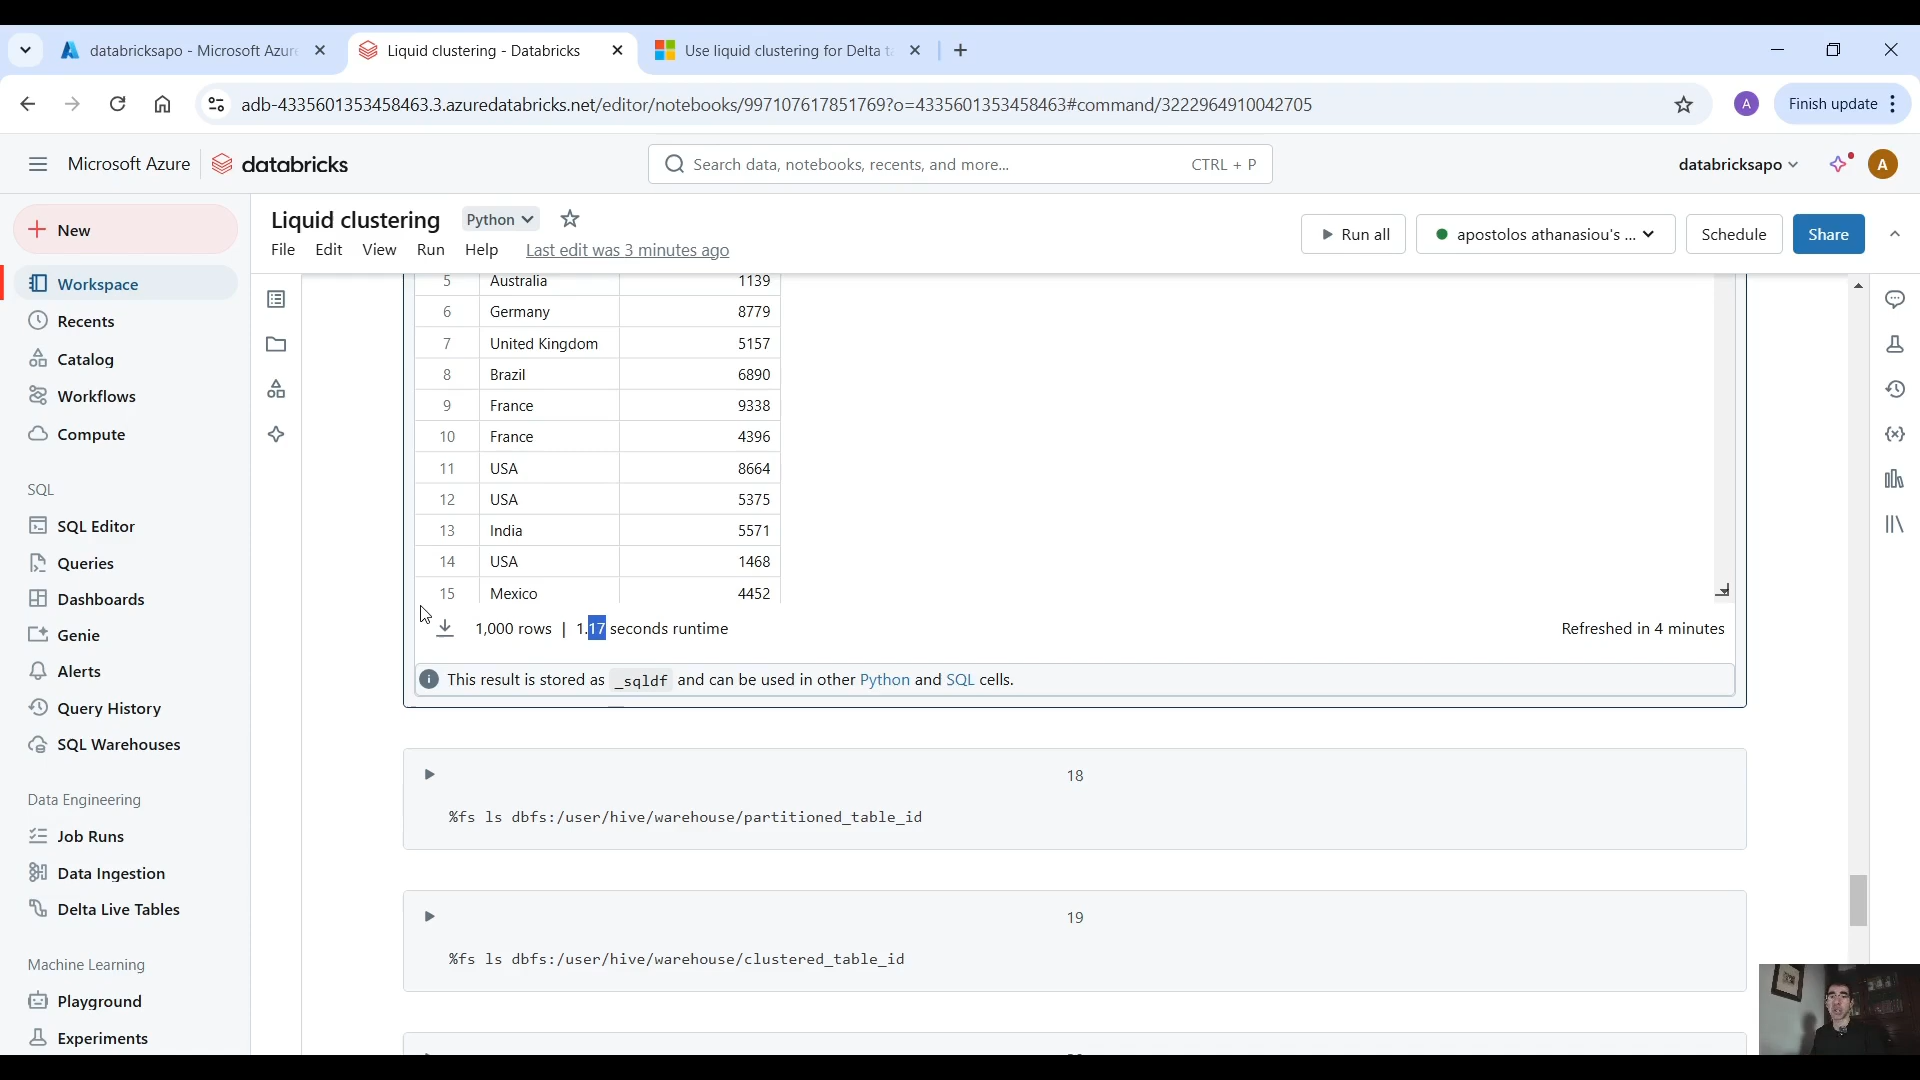 databricksapo - Microsoft Azur
Liquid clustering - Databricks
Use liquid clustering for Delta ta
adb-4335601353458463.3.azuredatabricks.net/editor/notebooks/997107617851769?o=4335601353458463#command/3222964910042705
A
Finish update
Microsoft Azure
databricks
Search data, notebooks, recents, and more...
CTRL + P
databricksapo
A
New
Workspace
Recents
Catalog
Workflows
Compute
SQL
SQL Editor
Queries
Dashboards
Genie
Alerts
Query History
SQL Warehouses
Data Engineering
Job Runs
Data Ingestion
Delta Live Tables
Machine Learning
Playground
Experiments
Liquid clustering
Python
File Edit View Run Help Last edit was 3 minutes ago
Run all
apostolos athanasiou's ...
Schedule
Share
5 Australia 1139
6 Germany 8779
7 United Kingdom 5157
8 Brazil 6890
9 France 9338
10 France 4396
11 USA 8664
12 USA 5375
13 India 5571
14 USA 1468
15 Mexico 4452
1,000 rows | 1.17 seconds runtime
Refreshed in 4 minutes
This result is stored as _sqldf and can be used in other Python and SQL cells.
18
%fs ls dbfs:/user/hive/warehouse/partitioned_table_id
19
%fs ls dbfs:/user/hive/warehouse/clustered_table_id